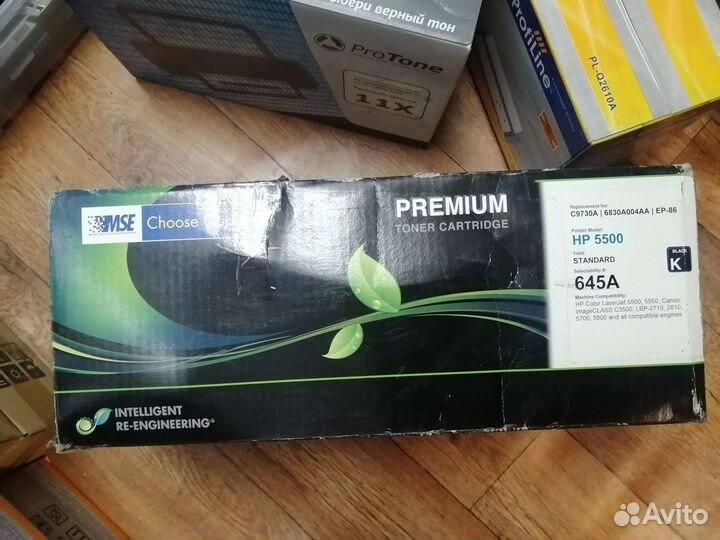 бери верный тон
ProTone
11X
ProfiLine
PL-Q2610A
MSE
Choose
PREMIUM
TONER CARTRIDGE
Replacement for:
C9730A | 6830A004AA | EP-86
Printer Model:
HP 5500
Yield:
STANDARD
Selectability #:
645A
Machine Compatibility:
HP Color LaserJet 5500, 5550, Canon
imageCLASS C3500, LBP-2710, 2810,
5700, 5800 and all compatible engines
BLACK
K
INTELLIGENT
RE-ENGINEERING®
Avito